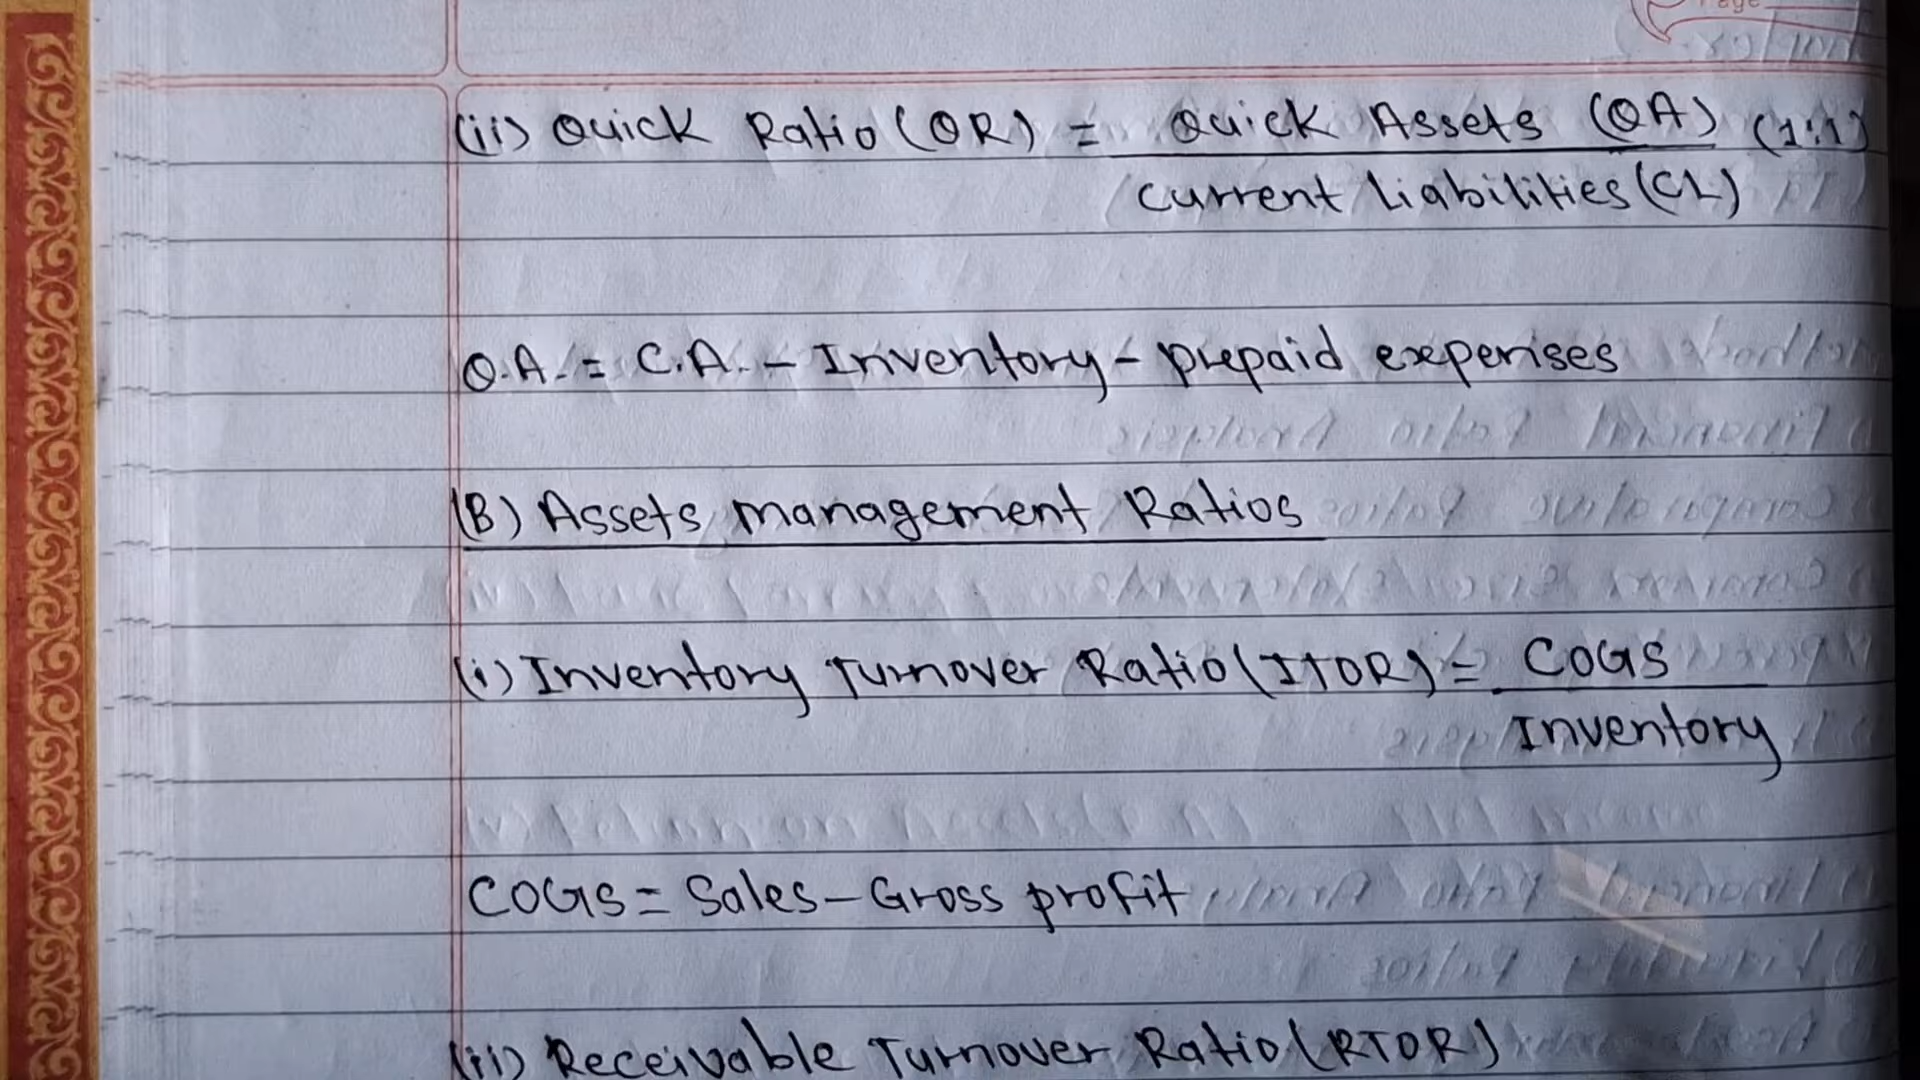 (ii) Quick Ratio (QR) = Quick Assets (QA) (1:1)
Current Liabilities (CL)
Q.A. = C.A. - Inventory - prepaid expenses
(B) Assets management Ratios
(i) Inventory Turnover Ratio (ITOR) = COGS
Inventory
COGS = Sales - Gross profit
(ii) Receivable Turnover Ratio (RTOR)